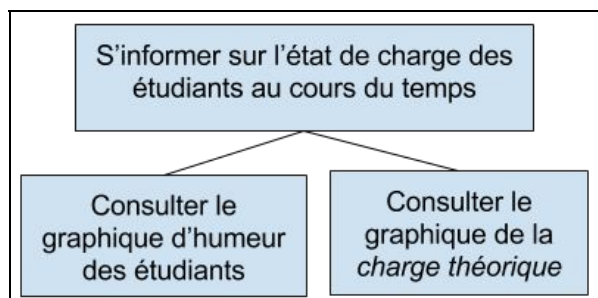 S’informer sur l’état de charge des
étudiants au cours du temps
Consulter le
graphique d’humeur
des étudiants
Consulter le
graphique de la
charge théorique